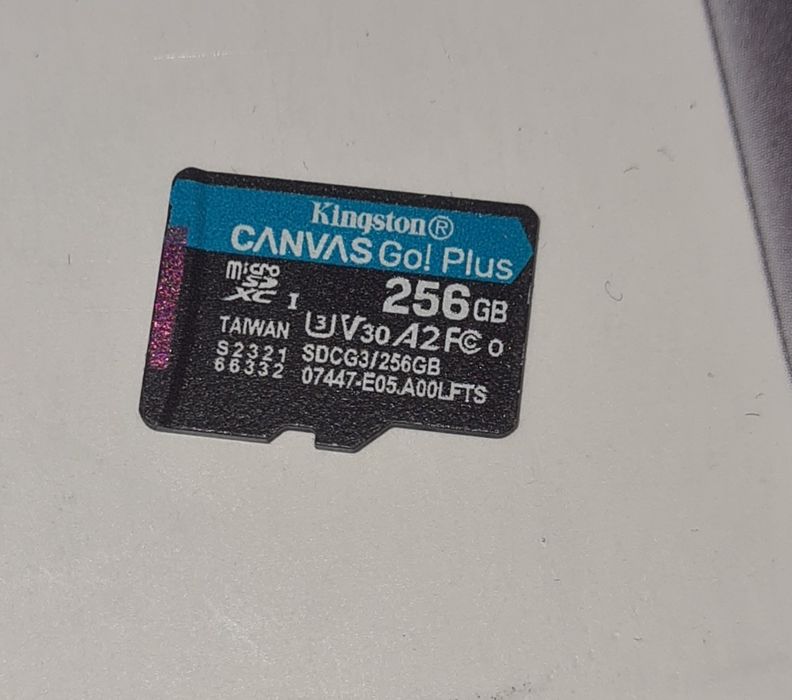 Kingston®
CANVAS Go! Plus
micro SD XC I
256GB
TAIWAN U3 V30 A2 FC
S2321 SDCG3/256GB
66332 07447-E05.A00LFTS